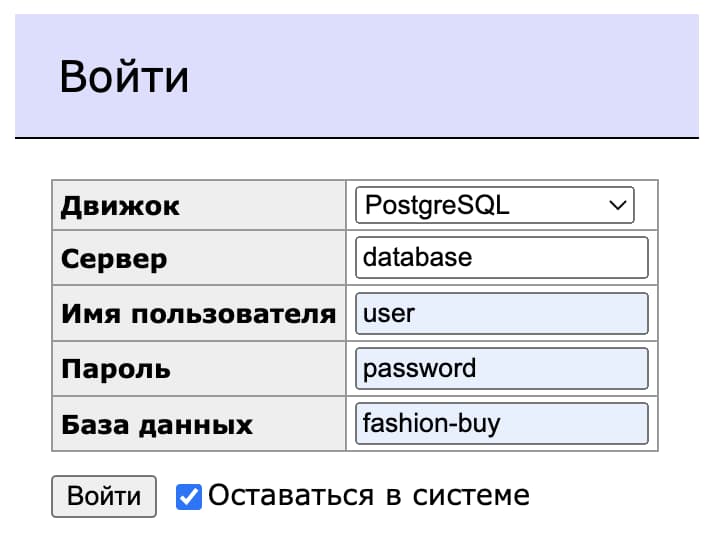 Войти
Движок PostgreSQL
Сервер database
Имя пользователя user
Пароль password
База данных fashion-buy
Войти Оставаться в системе